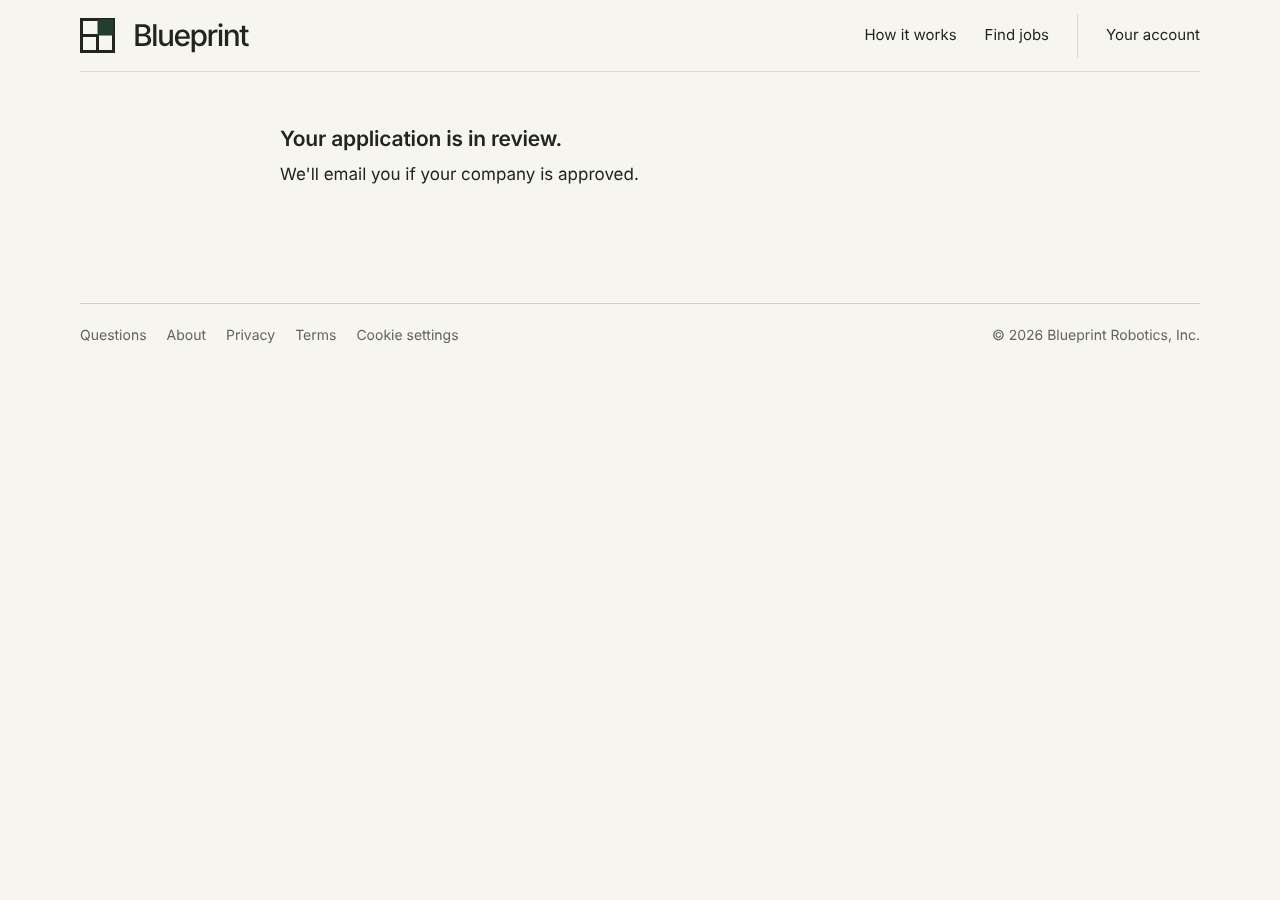 Blueprint
How it works Find jobs Your account
Your application is in review.
We'll email you if your company is approved.
Questions About Privacy Terms Cookie settings
© 2026 Blueprint Robotics, Inc.